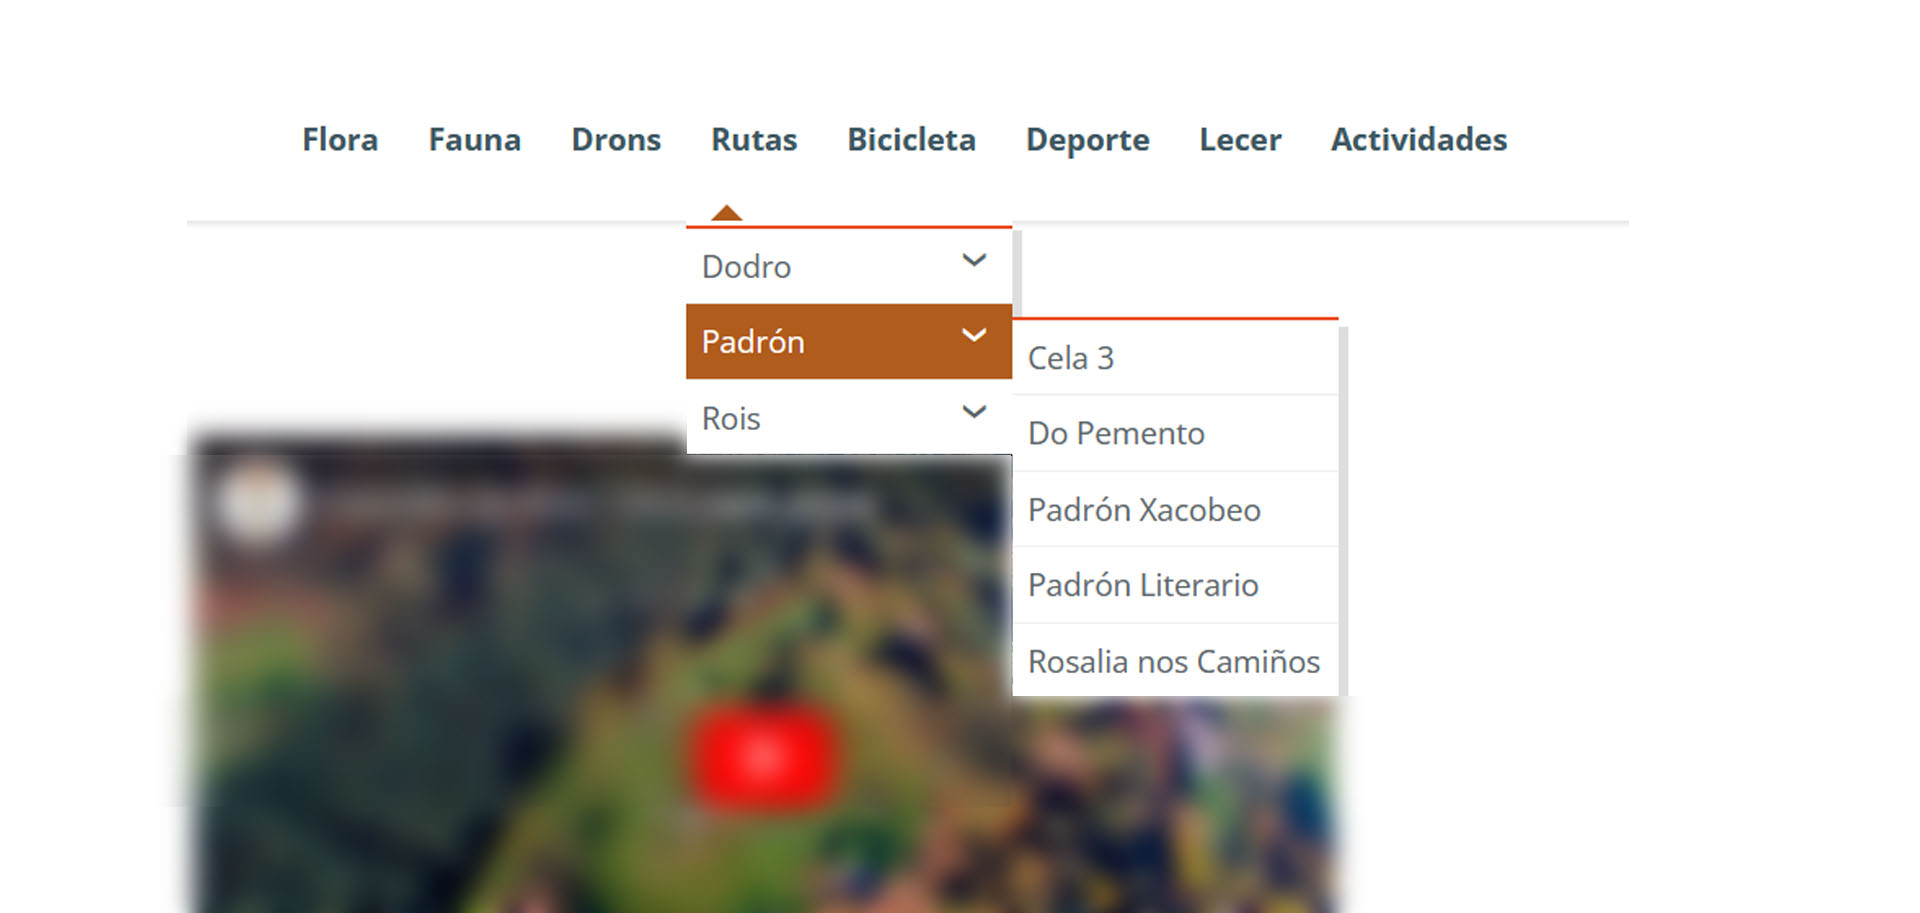 Flora Fauna Drons Rutas Bicicleta Deporte Lecer Actividades
Dodro
Padrón
Rois
Cela 3
Do Pemento
Padrón Xacobeo
Padrón Literario
Rosalia nos Camiños